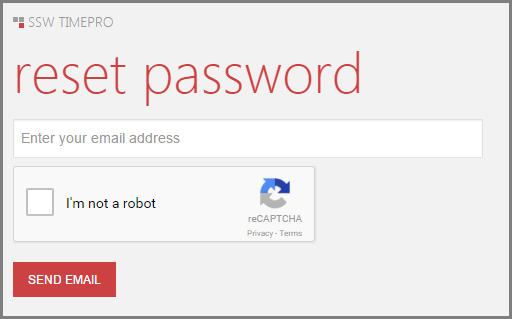 SSW TIMEPRO
reset password
Enter your email address
I'm not a robot
reCAPTCHA
Privacy - Terms
SEND EMAIL